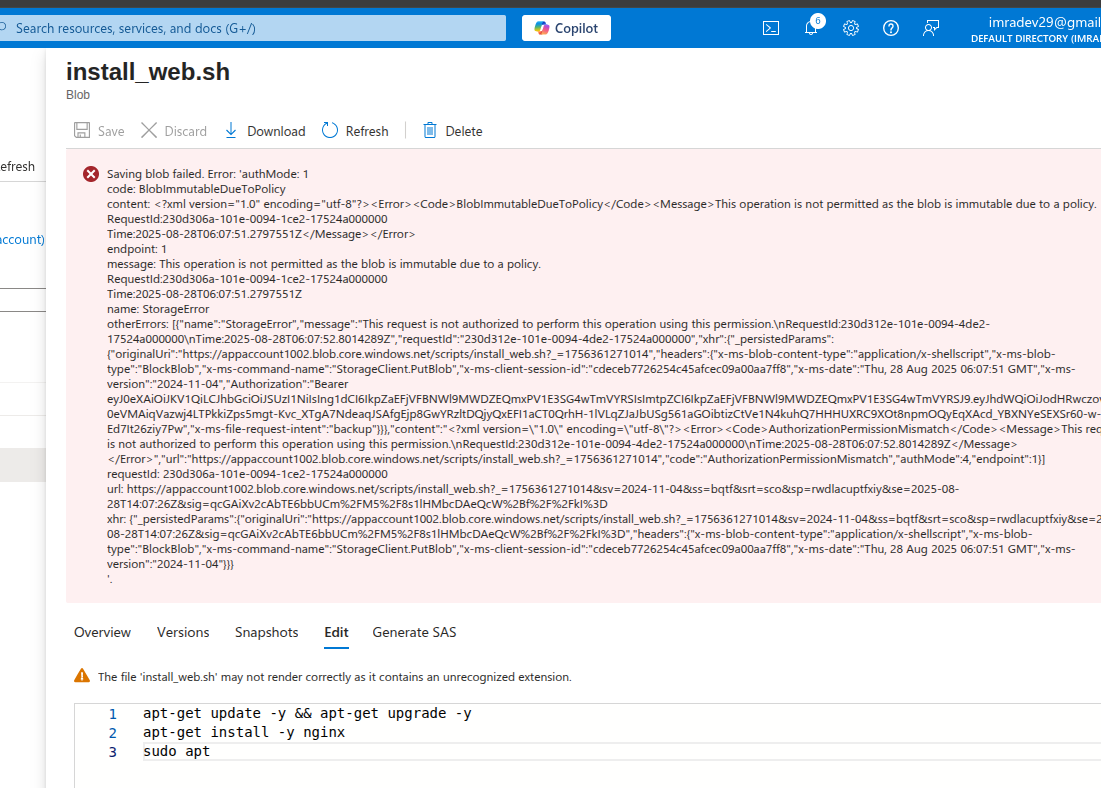 Search resources, services, and docs (G+/)
Copilot
6
imradev29@gmail
DEFAULT DIRECTORY (IMRA
install_web.sh
Blob
Save
Discard
Download
Refresh
Delete
efresh
account)
Saving blob failed. Error: 'authMode: 1
code: BlobImmutableDueToPolicy
content: <?xml version="1.0" encoding="utf-8"?><Error><Code>BlobImmutableDueToPolicy</Code><Message>This operation is not permitted as the blob is immutable due to a policy.
RequestId:230d306a-101e-0094-1ce2-17524a000000
Time:2025-08-28T06:07:51.2797551Z</Message></Error>
endpoint: 1
message: This operation is not permitted as the blob is immutable due to a policy.
RequestId:230d306a-101e-0094-1ce2-17524a000000
Time:2025-08-28T06:07:51.2797551Z
name: StorageError
otherErrors: [{"name":"StorageError","message":"This request is not authorized to perform this operation using this permission.\nRequestId:230d312e-101e-0094-4de2-
17524a000000\nTime:2025-08-28T06:07:52.8014289Z","requestId":"230d312e-101e-0094-4de2-17524a000000","xhr":{"_persistedParams":
{"originalUri":"https://appaccount1002.blob.core.windows.net/scripts/install_web.sh?_=1756361271014","headers":{"x-ms-blob-content-type":"application/x-shellscript","x-ms-blob-
type":"BlockBlob","x-ms-command-name":"StorageClient.PutBlob","x-ms-client-session-id":"cdeceb7726254c45afcec09a00aa7ff8","x-ms-date":"Thu, 28 Aug 2025 06:07:51 GMT","x-ms-
version":"2024-11-04","Authorization":"Bearer
Ed7It26ziy7Pw","x-ms-file-request-intent":"backup"}}},"content":"<?xml version=\"1.0\" encoding=\"utf-8\"?><Error><Code>AuthorizationPermissionMismatch</Code><Message>This req
is not authorized to perform this operation using this permission.\nRequestId:230d312e-101e-0094-4de2-17524a000000\nTime:2025-08-28T06:07:52.8014289Z</Message>
</Error>","url":"https://appaccount1002.blob.core.windows.net/scripts/install_web.sh?_=1756361271014","code":"AuthorizationPermissionMismatch","authMode":4,"endpoint":1}]
requestId: 230d306a-101e-0094-1ce2-17524a000000
url: https://appaccount1002.blob.core.windows.net/scripts/install_web.sh?_=1756361271014&sv=2024-11-04&ss=bqtf&srt=sco&sp=rwdlacuptfxiy&se=2025-08-
28T14:07:26Z&sig=qcGAiXv2cAbTE6bbUCm%2FM5%2F8s1lHMbcDAeQcW%2Bf%2F%2FkI%3D
xhr: {"_persistedParams":{"originalUri":"https://appaccount1002.blob.core.windows.net/scripts/install_web.sh?_=1756361271014&sv=2024-11-04&ss=bqtf&srt=sco&sp=rwdlacuptfxiy&se=2
08-28T14:07:26Z&sig=qcGAiXv2cAbTE6bbUCm%2FM5%2F8s1lHMbcDAeQcW%2Bf%2F%2FkI%3D","headers":{"x-ms-blob-content-type":"application/x-shellscript","x-ms-blob-
type":"BlockBlob","x-ms-command-name":"StorageClient.PutBlob","x-ms-client-session-id":"cdeceb7726254c45afcec09a00aa7ff8","x-ms-date":"Thu, 28 Aug 2025 06:07:51 GMT","x-ms-
version":"2024-11-04"}}}
'.
Overview
Versions
Snapshots
Edit
Generate SAS
The file 'install_web.sh' may not render correctly as it contains an unrecognized extension.
1 apt-get update -y && apt-get upgrade -y
2 apt-get install -y nginx
3 sudo apt